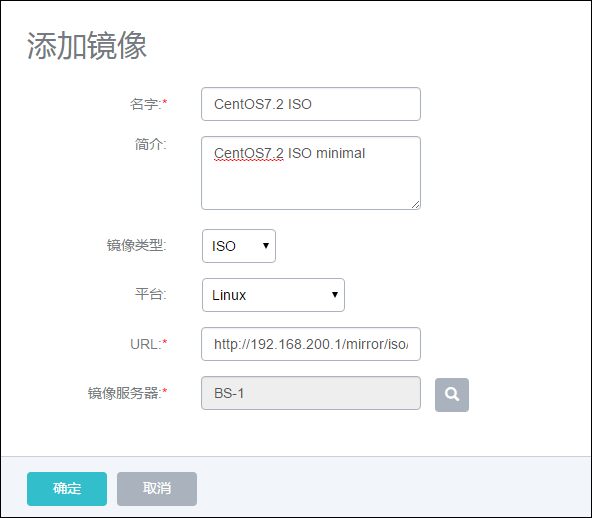 添加镜像
名字:* CentOS7.2 ISO
简介: CentOS7.2 ISO minimal
镜像类型: ISO
平台: Linux
URL:* http://192.168.200.1/mirror/iso/
镜像服务器:* BS-1
确定 取消